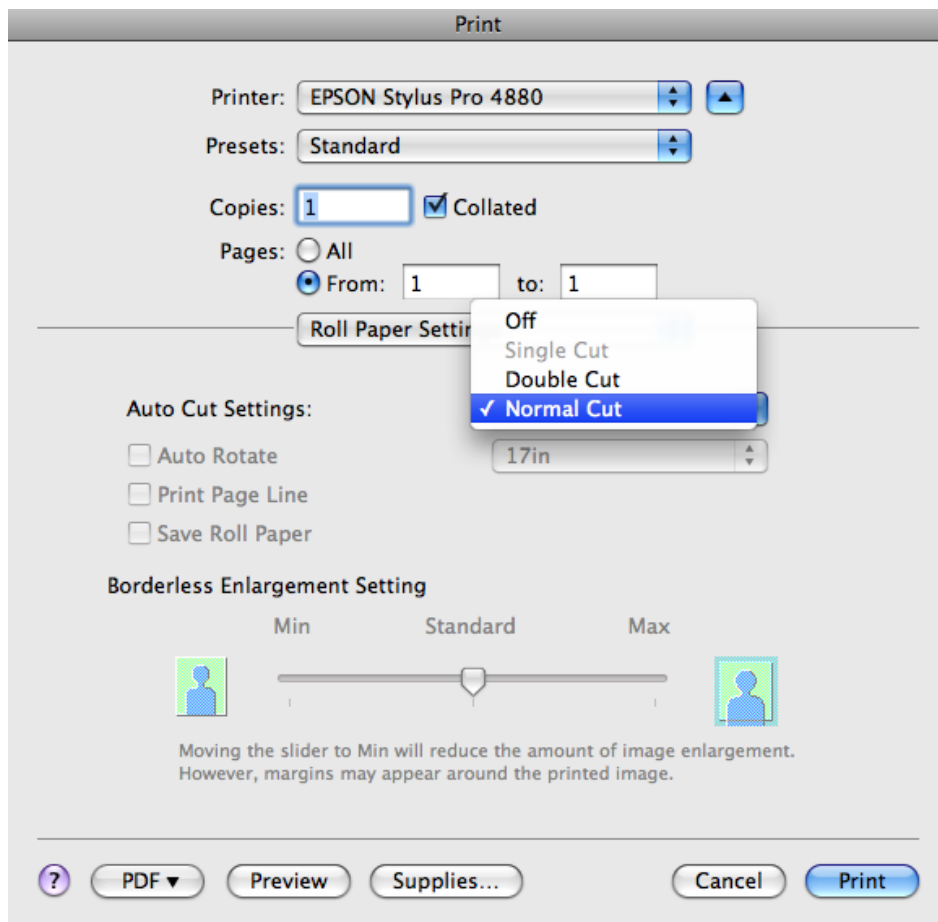 Print
Printer: EPSON Stylus Pro 4880
Presets: Standard
Copies: 1 Collated
Pages: All
From: 1 to: 1
Roll Paper Settin
Off
Single Cut
Double Cut
Auto Cut Settings: ✓ Normal Cut
Auto Rotate 17in
Print Page Line
Save Roll Paper
Borderless Enlargement Setting
Min Standard Max
Moving the slider to Min will reduce the amount of image enlargement.
However, margins may appear around the printed image.
? PDF ▼ Preview Supplies... Cancel Print